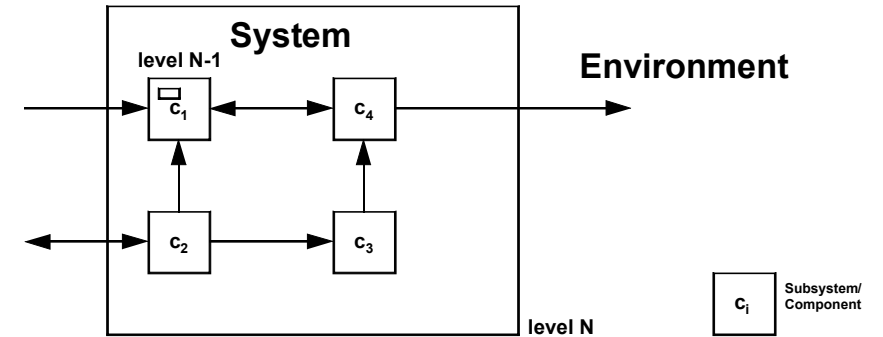 System
level N-1
Environment
c₁
c₄
c₂
c₃
level N
cᵢ
Subsystem/
Component